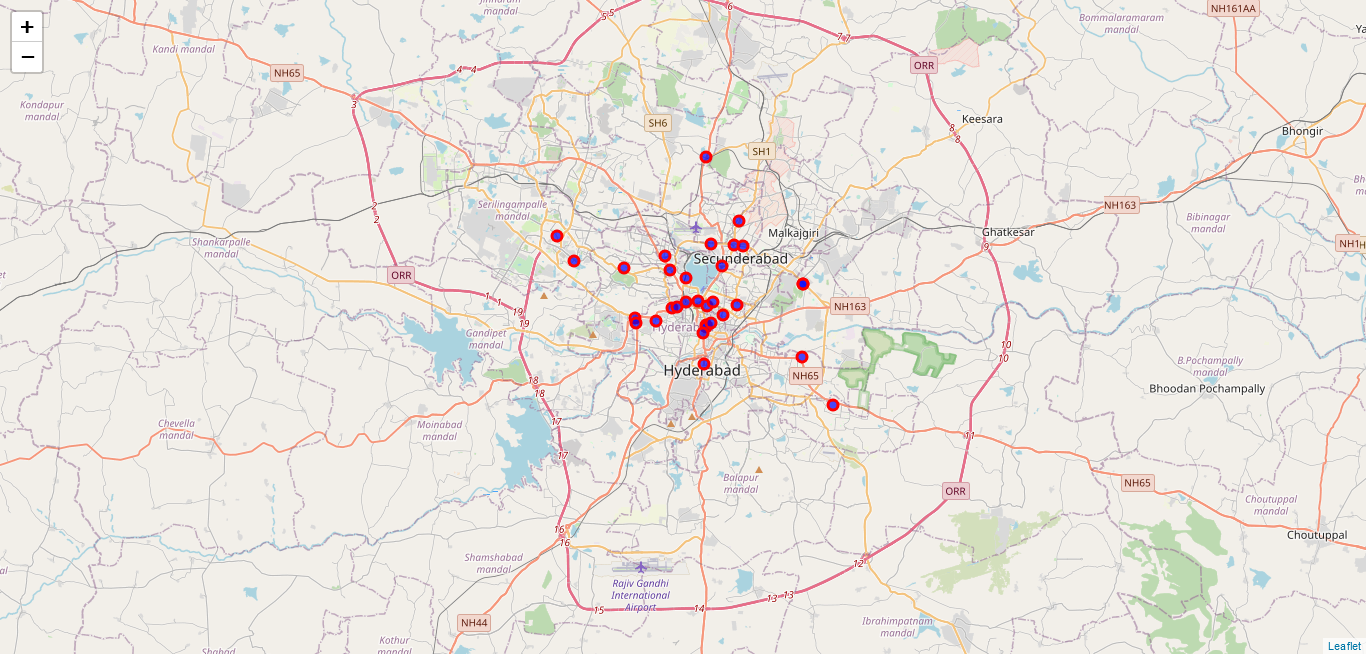 +
−
Jinnaram
mandal
6
NH161AA
Bommalaramaram
mandal
5
5
Kandi mandal
7
7
ORR
NH65
4
4
3
Kondapur
mandal
SH6
Keesara
8
8
Bhongir
SH1
Serilingampalle
mandal
2
2
NH163
Bibinagar
mandal
Malkajgiri
Ghatkesar
9
Shankarpalle
mandal
NH1
Secunderabad
ORR
1
1
19
19
NH163
Hyderab
Gandipet
mandal
10
10
B.Pochampally
mandal
Hyderabad
NH65
Bhoodan Pochampally
18
18
Chevella
mandal
Moinabad
mandal
17
11
17
Balapur
mandal
ORR
NH65
Choutuppal
mandal
16
16
Choutuppal
Shamshabad
mandal
12
Rajiv Gandhi
International
Airport
13
13
15
14
NH44
Ibrahimpatnam
mandal
Kothur
mandal
Shabad
Leaflet